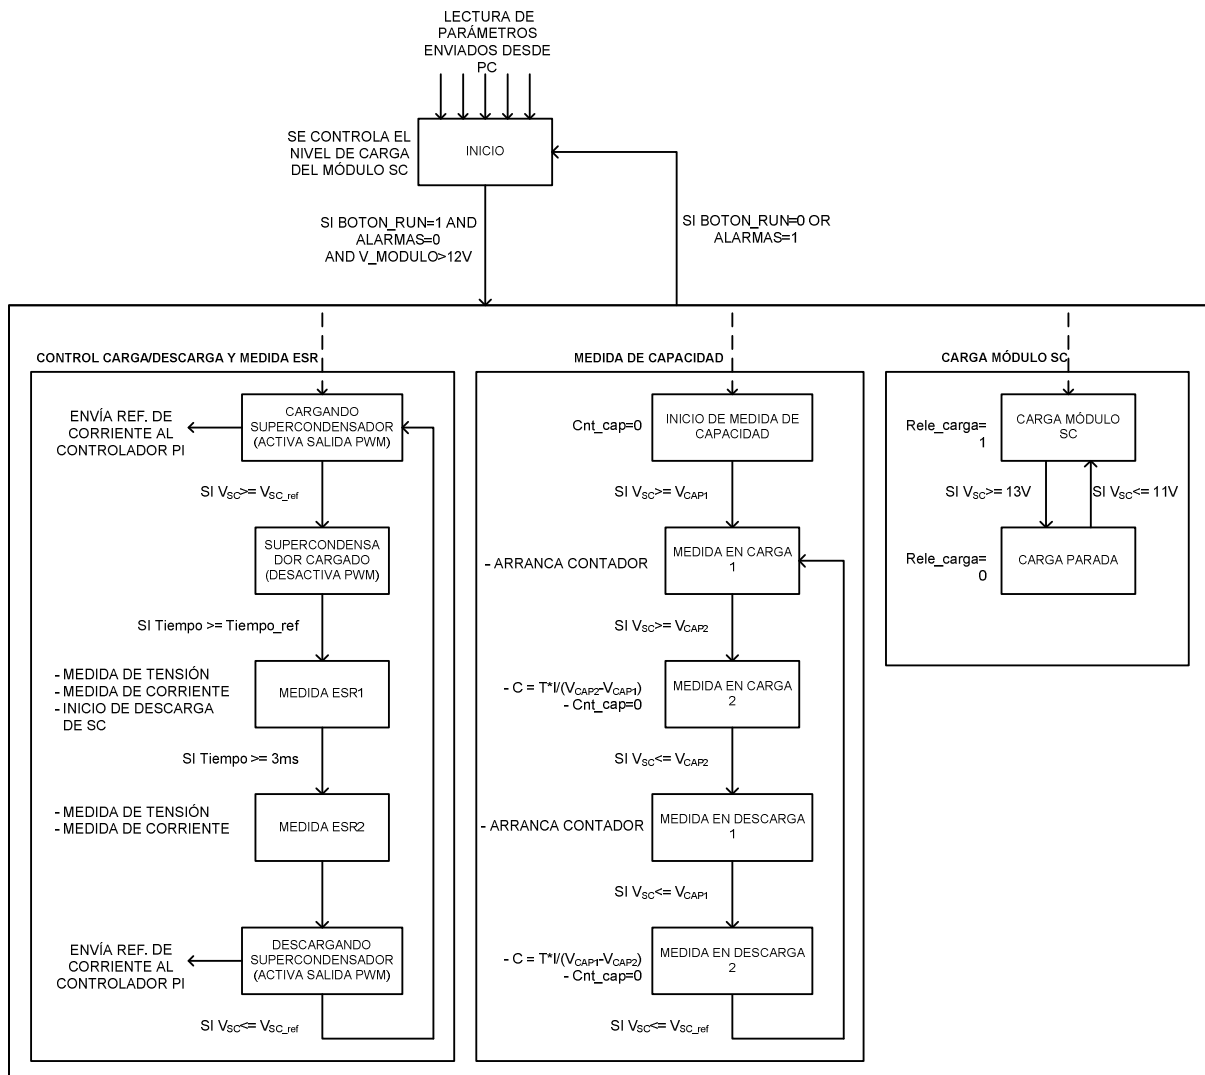 LECTURA DE
PARÁMETROS
ENVIADOS DESDE
PC
SE CONTROLA EL
NIVEL DE CARGA
DEL MÓDULO SC
INICIO
SI BOTON_RUN=1 AND
ALARMAS=0
AND V_MODULO>12V
SI BOTON_RUN=0 OR
ALARMAS=1
CONTROL CARGA/DESCARGA Y MEDIDA ESR
ENVÍA REF. DE
CORRIENTE AL
CONTROLADOR PI
CARGANDO
SUPERCONDENSADOR
(ACTIVA SALIDA PWM)
SI VSC>= VSC_ref
SUPERCONDENSA
DOR CARGADO
(DESACTIVA PWM)
SI Tiempo >= Tiempo_ref
- MEDIDA DE TENSIÓN
- MEDIDA DE CORRIENTE
- INICIO DE DESCARGA
DE SC
MEDIDA ESR1
SI Tiempo >= 3ms
- MEDIDA DE TENSIÓN
- MEDIDA DE CORRIENTE
MEDIDA ESR2
ENVÍA REF. DE
CORRIENTE AL
CONTROLADOR PI
DESCARGANDO
SUPERCONDENSADOR
(ACTIVA SALIDA PWM)
SI VSC<= VSC_ref
MEDIDA DE CAPACIDAD
Cnt_cap=0
INICIO DE MEDIDA DE
CAPACIDAD
SI VSC>= VCAP1
- ARRANCA CONTADOR
MEDIDA EN CARGA
1
SI VSC>= VCAP2
- C = T*I/(VCAP2-VCAP1)
- Cnt_cap=0
MEDIDA EN CARGA
2
SI VSC<= VCAP2
- ARRANCA CONTADOR
MEDIDA EN DESCARGA
1
SI VSC<= VCAP1
- C = T*I/(VCAP1-VCAP2)
- Cnt_cap=0
MEDIDA EN DESCARGA
2
SI VSC<= VSC_ref
CARGA MÓDULO SC
Rele_carga=
1
CARGA MÓDULO
SC
SI VSC>= 13V
SI VSC<= 11V
Rele_carga=
0
CARGA PARADA